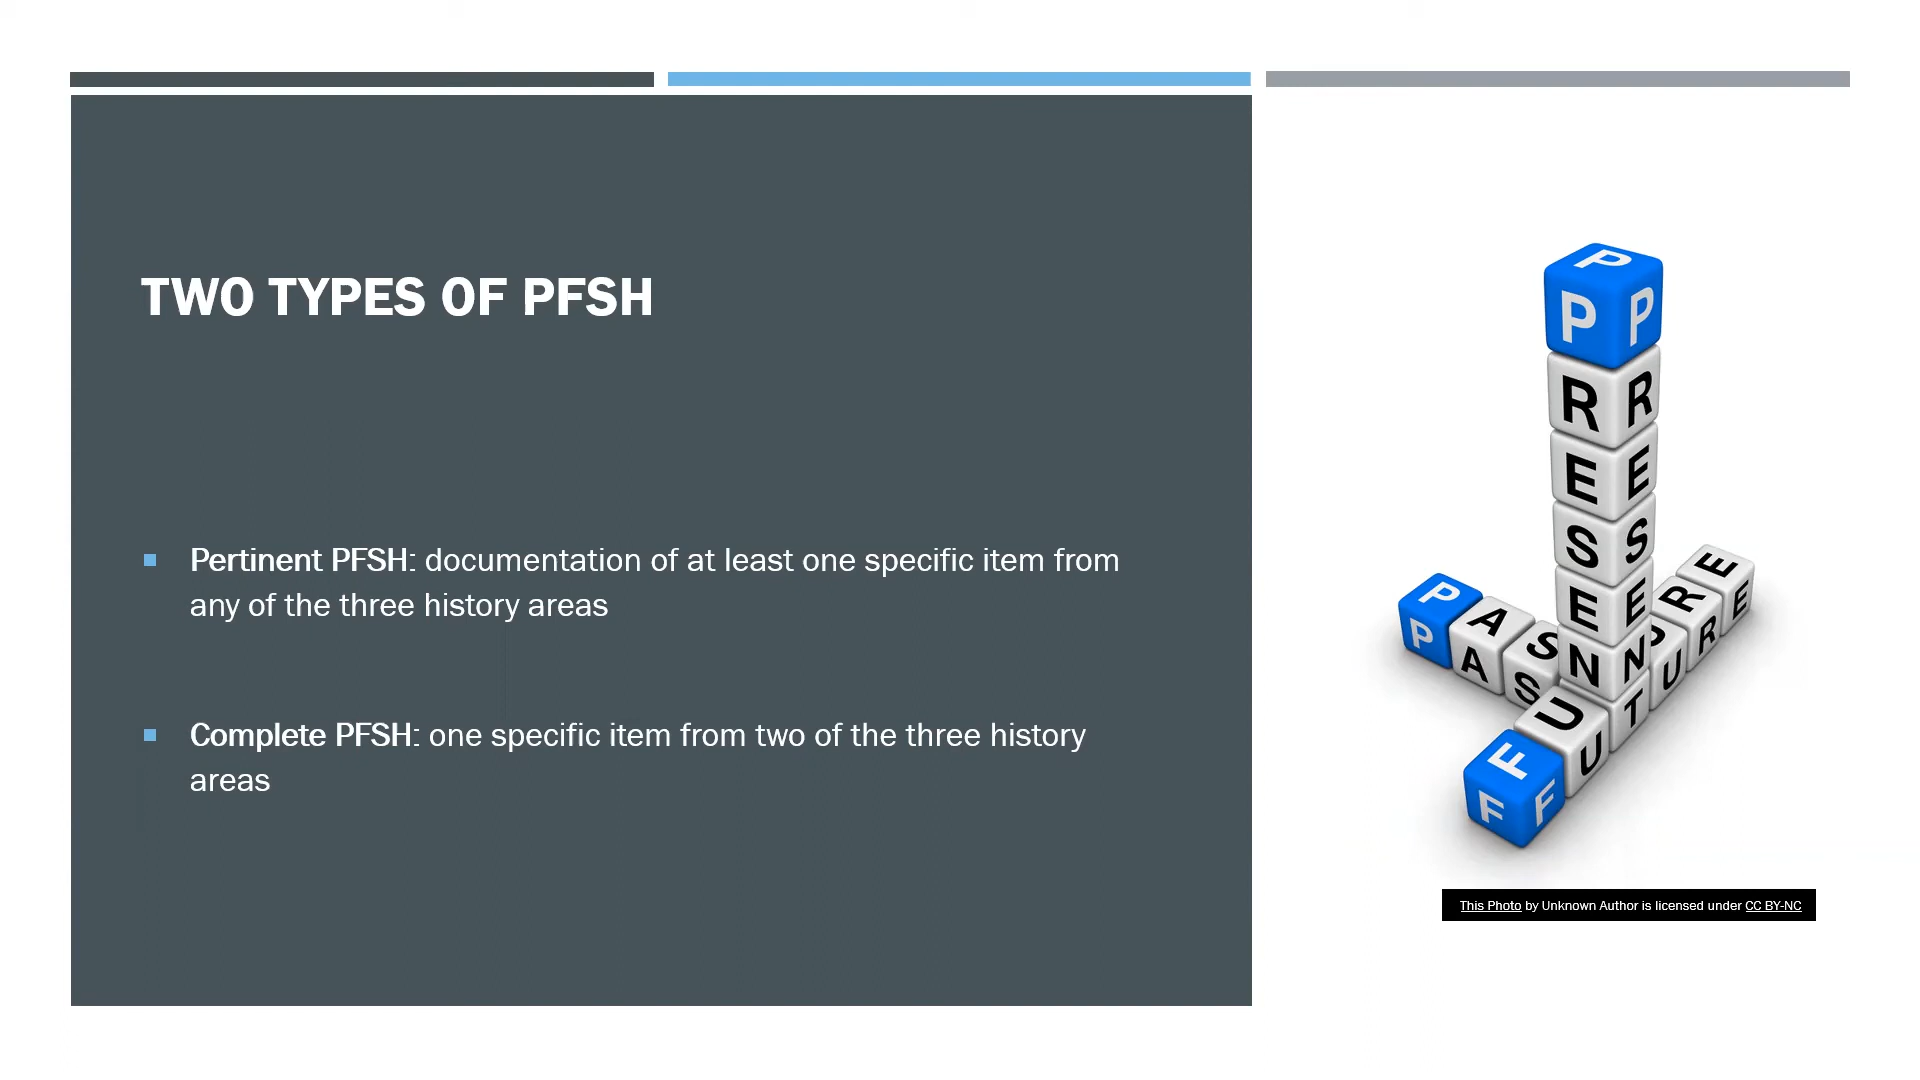 TWO TYPES OF PFSH
Pertinent PFSH: documentation of at least one specific item from
any of the three history areas
Complete PFSH: one specific item from two of the three history
areas
PRESENT
PAS
FUTURE
This Photo by Unknown Author is licensed under CC BY-NC